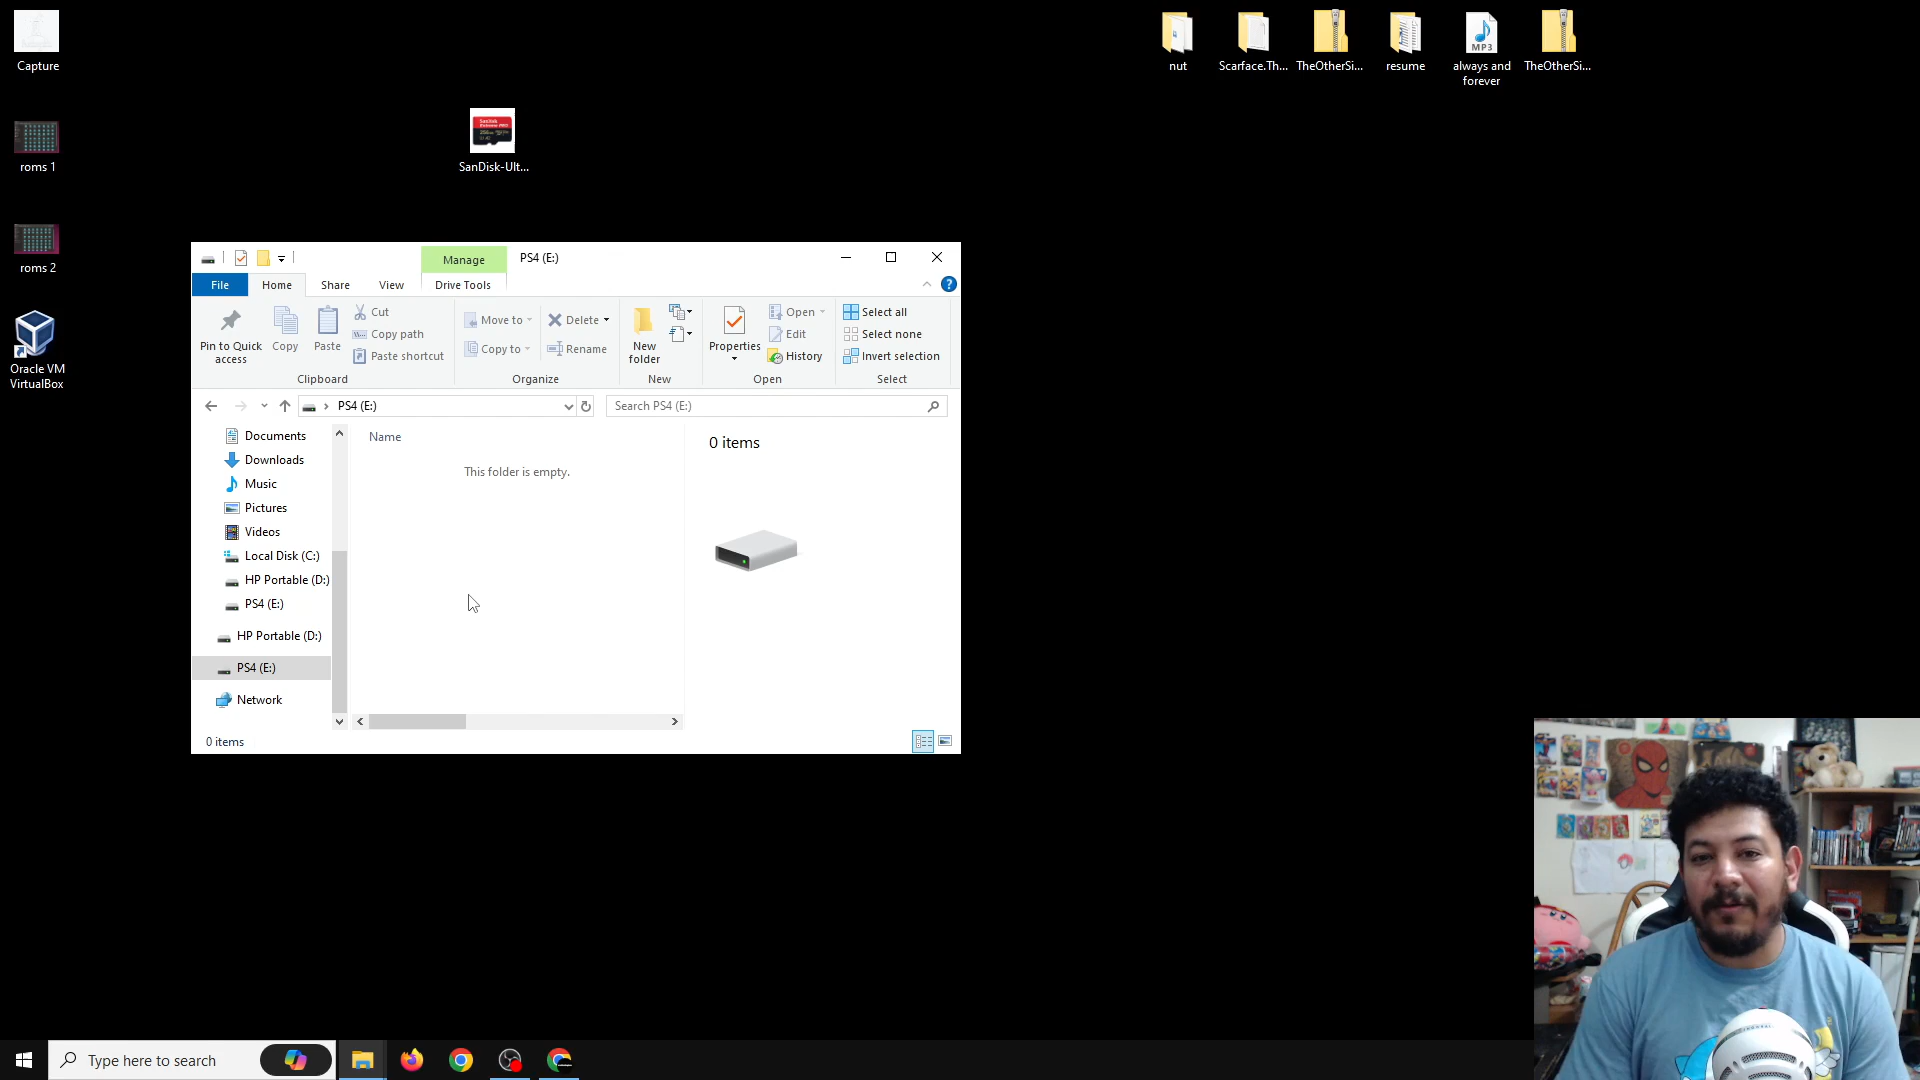 Capture
roms 1
roms 2
Oracle VM
VirtualBox
SanDisk-Ult...
nut
Scarface.Th...
TheOtherSi...
resume
MP3
always and
forever
TheOtherSi...
Manage
PS4 (E:)
File
Home
Share
View
Drive Tools
Pin to Quick
access
Copy
Paste
Cut
Copy path
Paste shortcut
Clipboard
Move to
Copy to
Delete
Rename
Organize
New
folder
New
Properties
Open
Edit
History
Open
Select all
Select none
Invert selection
Select
PS4 (E:)
Search PS4 (E:)
Documents
Downloads
Music
Pictures
Videos
Local Disk (C:)
HP Portable (D:)
PS4 (E:)
HP Portable (D:)
PS4 (E:)
Network
Name
This folder is empty.
0 items
0 items
Type here to search